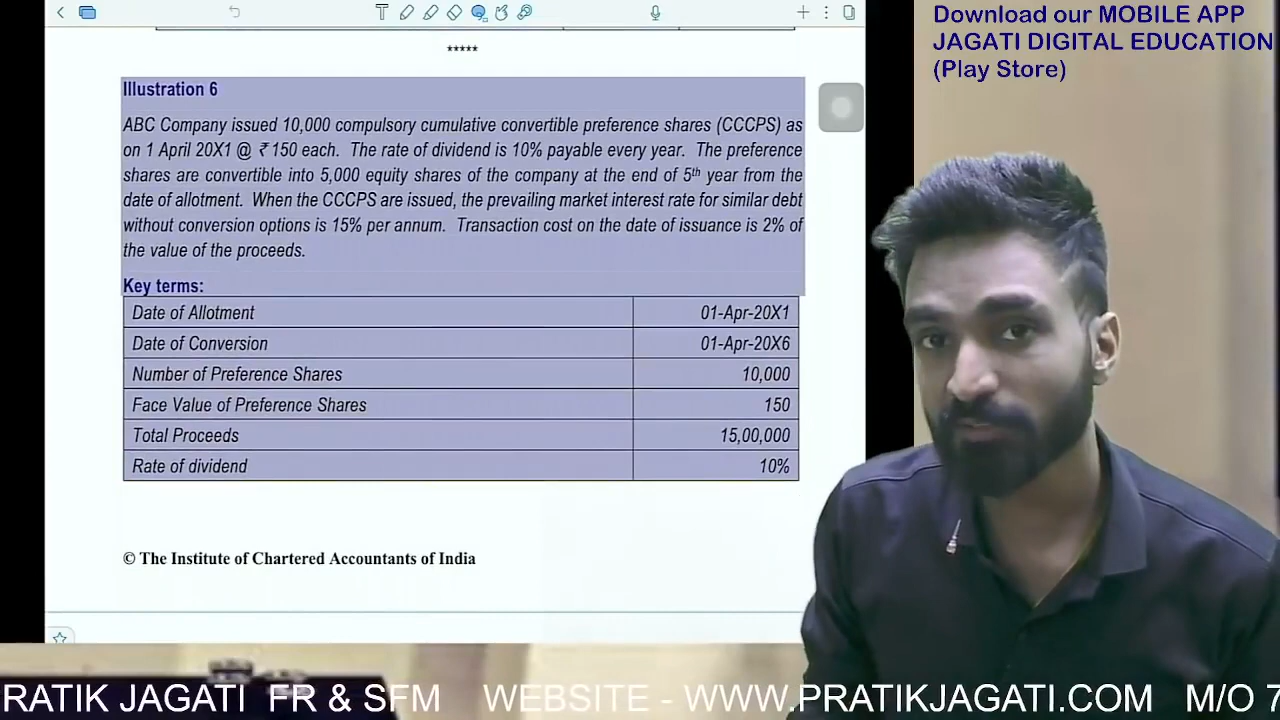 Download our MOBILE APP
JAGATI DIGITAL EDUCATION
(Play Store)
*****
Illustration 6
ABC Company issued 10,000 compulsory cumulative convertible preference shares (CCCPS) as
on 1 April 20X1 @ ₹ 150 each. The rate of dividend is 10% payable every year. The preference
shares are convertible into 5,000 equity shares of the company at the end of 5th year from the
date of allotment. When the CCCPS are issued, the prevailing market interest rate for similar debt
without conversion options is 15% per annum. Transaction cost on the date of issuance is 2% of
the value of the proceeds.
Key terms:
Date of Allotment 01-Apr-20X1
Date of Conversion 01-Apr-20X6
Number of Preference Shares 10,000
Face Value of Preference Shares 150
Total Proceeds 15,00,000
Rate of dividend 10%
© The Institute of Chartered Accountants of India
RATIK JAGATI FR & SFM WEBSITE - WWW.PRATIKJAGATI.COM M/O 7